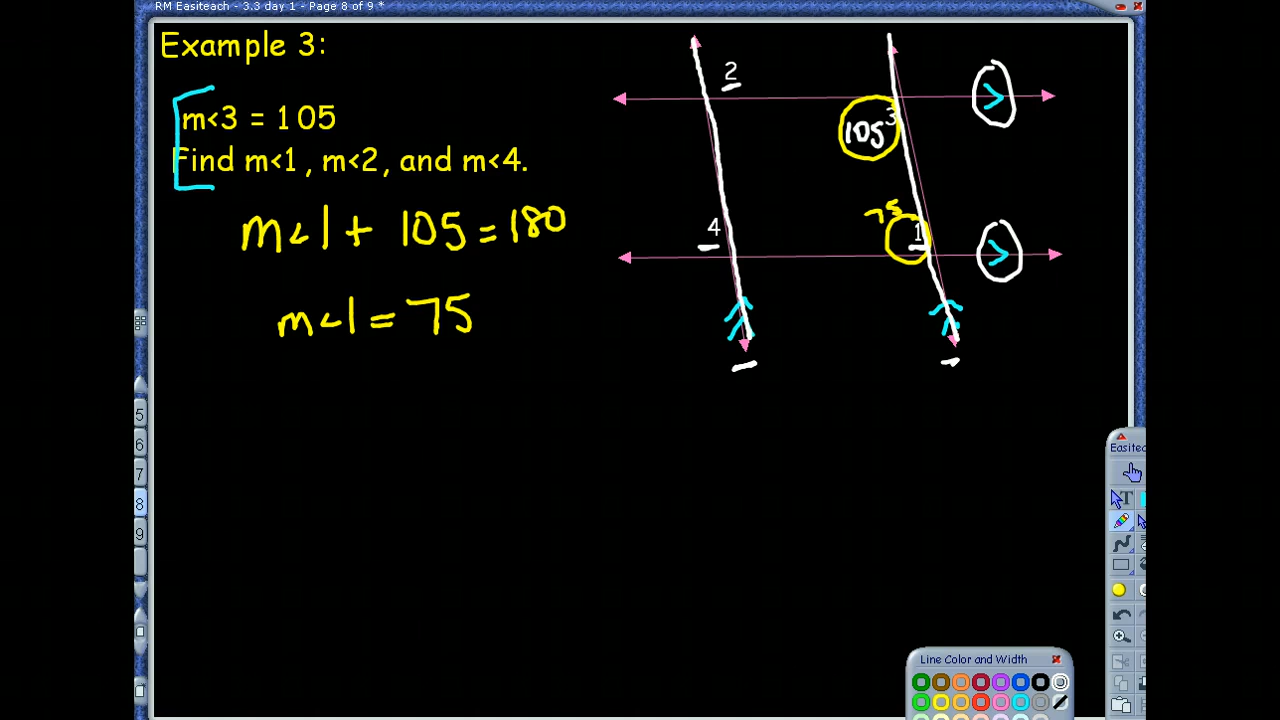 RM Easiteach - 3.3 day 1 - Page 8 of 9 *
Example 3:
m<3 = 105
Find m<1, m<2, and m<4.
m<1 + 105 = 180
m<1 = 75
2
3
105
75
4
1
5
6
7
8
9
Easiteac
T
Line Color and Width